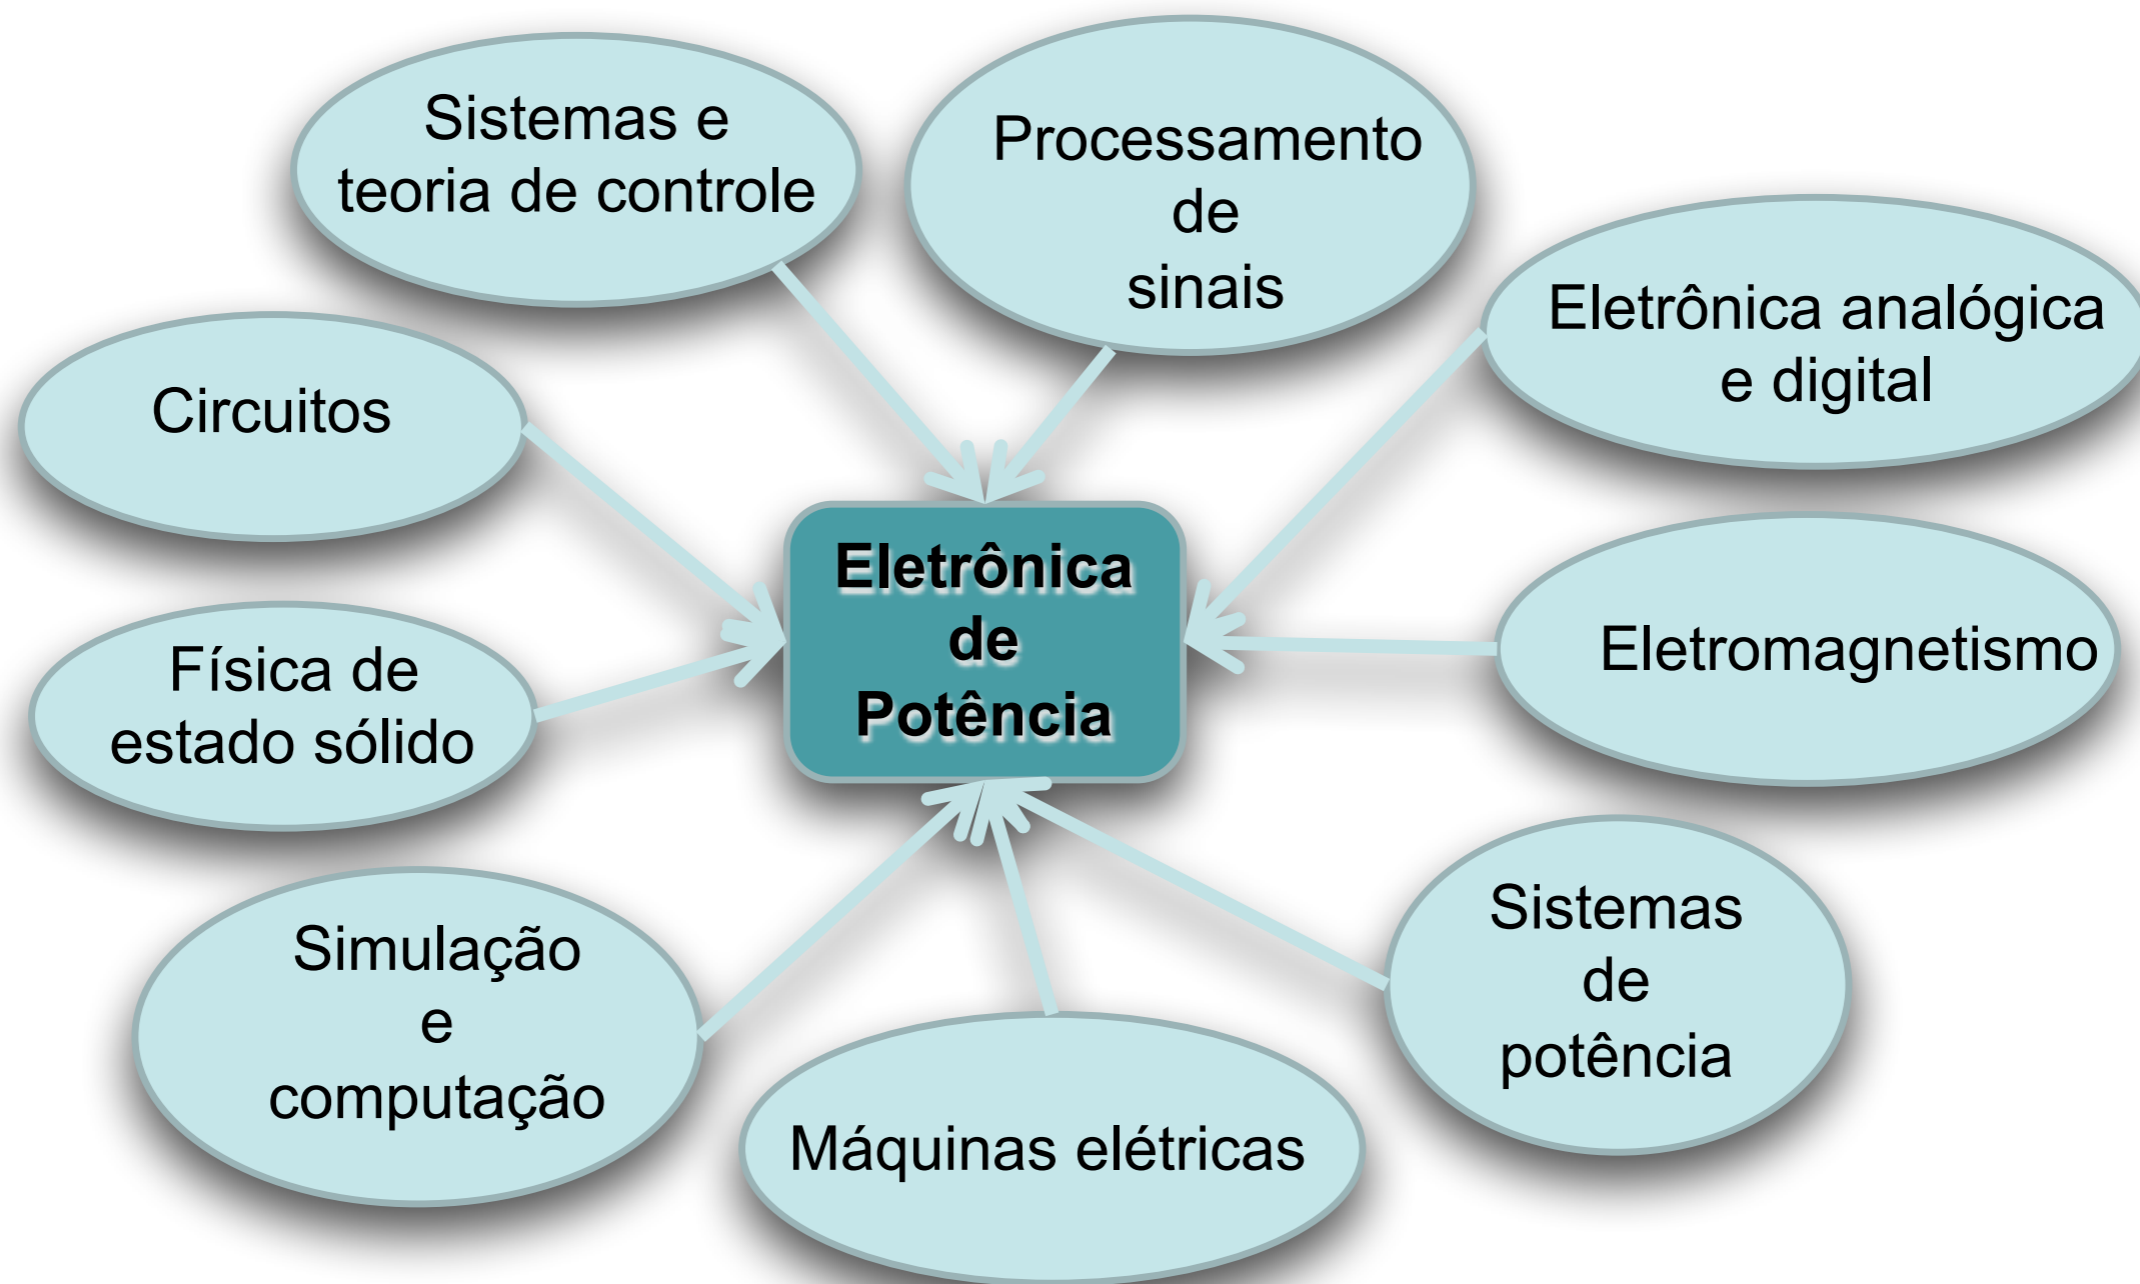 Sistemas e
teoria de controle
Processamento
de
sinais
Eletrônica analógica
e digital
Circuitos
Eletrônica
de
Potência
Eletromagnetismo
Física de
estado sólido
Simulação
e
computação
Máquinas elétricas
Sistemas
de
potência